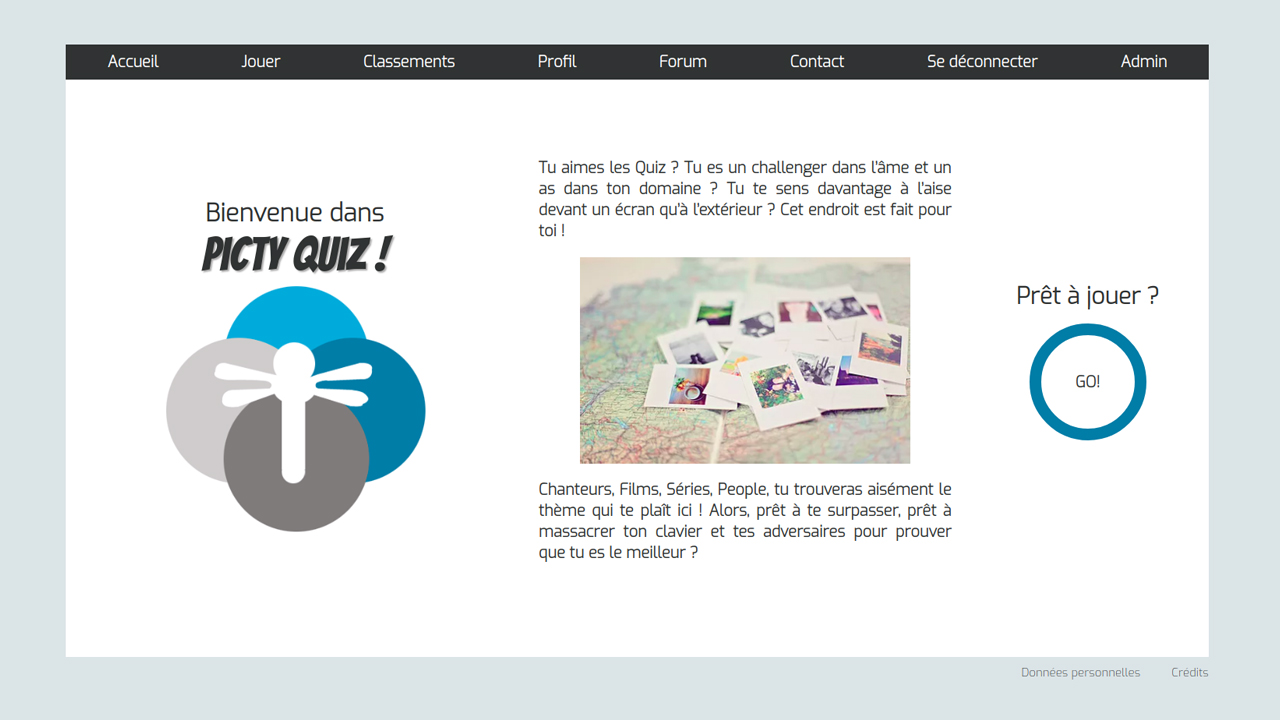 Accueil Jouer Classements Profil Forum Contact Se déconnecter Admin
Bienvenue dans
PICTY QUIZ !
Tu aimes les Quiz ? Tu es un challenger dans l'âme et un
as dans ton domaine ? Tu te sens davantage à l'aise
devant un écran qu'à l'extérieur ? Cet endroit est fait pour
toi !
Chanteurs, Films, Séries, People, tu trouveras aisément le
thème qui te plaît ici ! Alors, prêt à te surpasser, prêt à
massacrer ton clavier et tes adversaires pour prouver
que tu es le meilleur ?
Prêt à jouer ?
GO!
Données personnelles Crédits